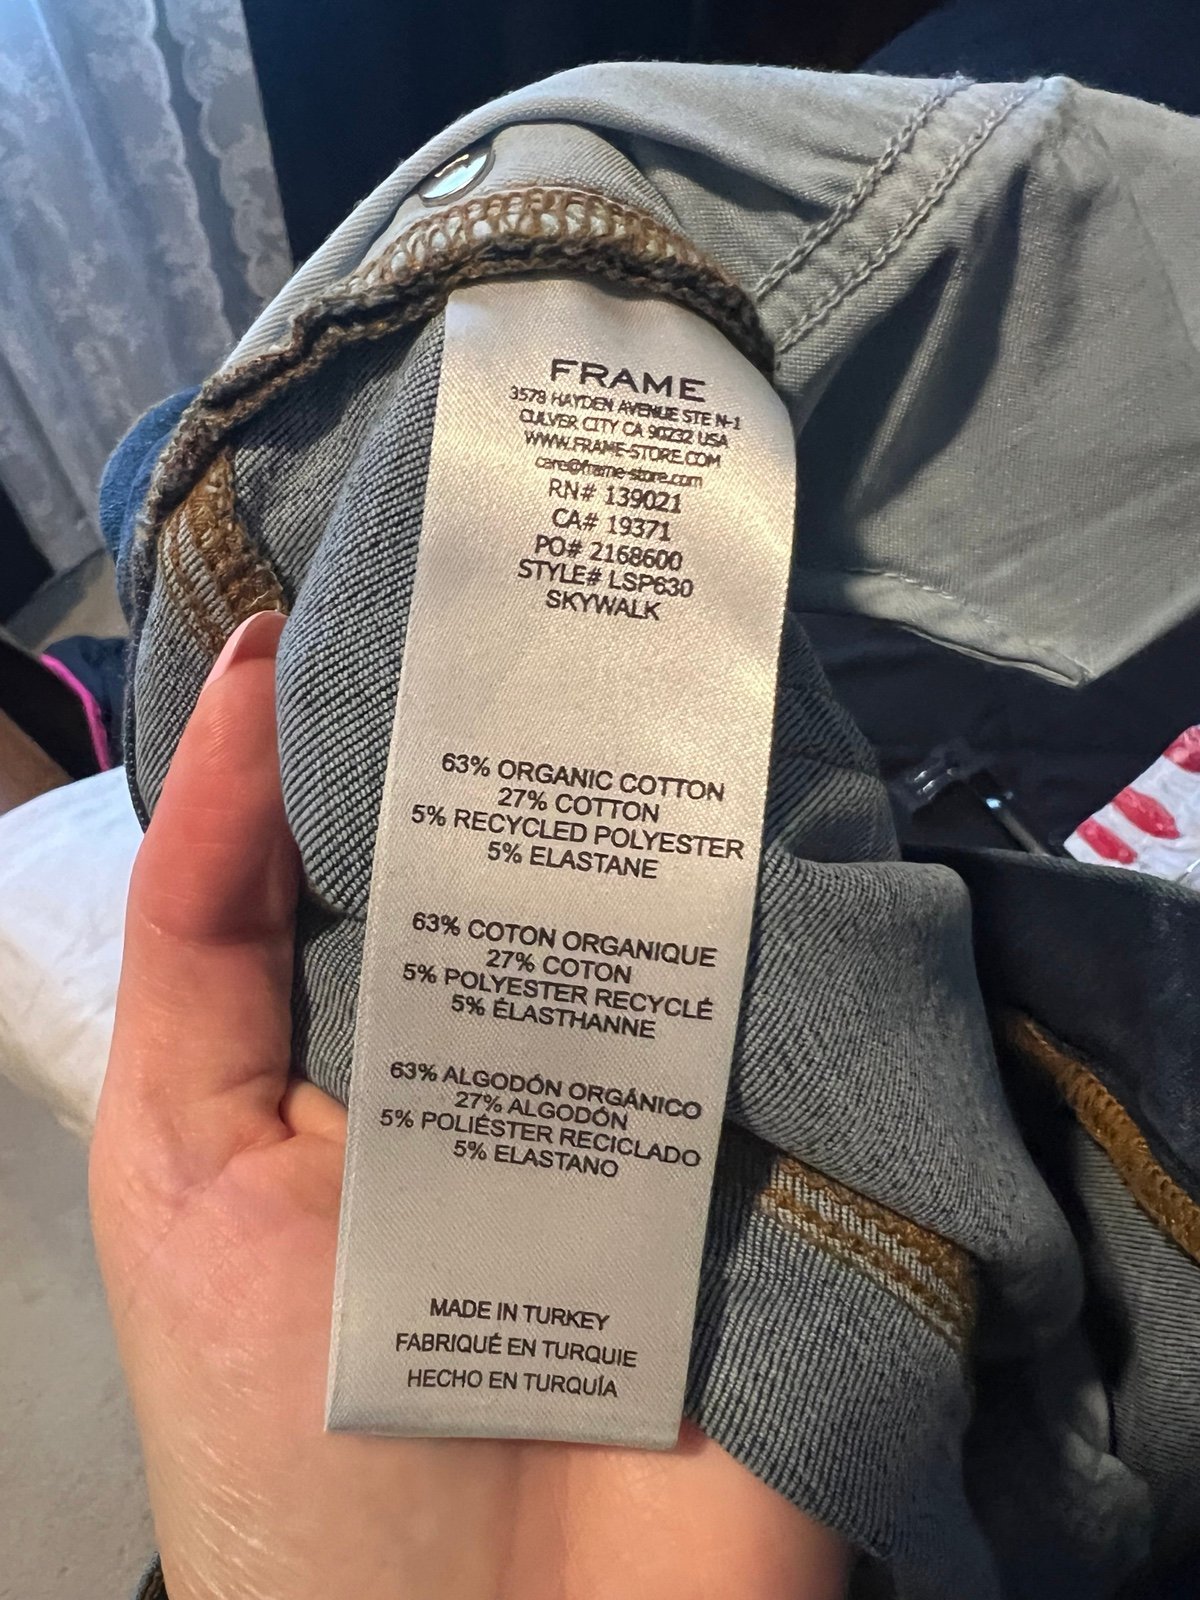 FRAME
3578 HAYDEN AVENUE STE N-1
CULVER CITY CA 90232 USA
WWW.FRAME-STORE.COM
care@frame-store.com
RN# 139021
CA# 19371
PO# 2168600
STYLE# LSP630
SKYWALK
63% ORGANIC COTTON
27% COTTON
5% RECYCLED POLYESTER
5% ELASTANE
63% COTON ORGANIQUE
27% COTON
5% POLYESTER RECYCLÉ
5% ÉLASTHANNE
63% ALGODÓN ORGÁNICO
27% ALGODÓN
5% POLIÉSTER RECICLADO
5% ELASTANO
MADE IN TURKEY
FABRIQUÉ EN TURQUIE
HECHO EN TURQUÍA